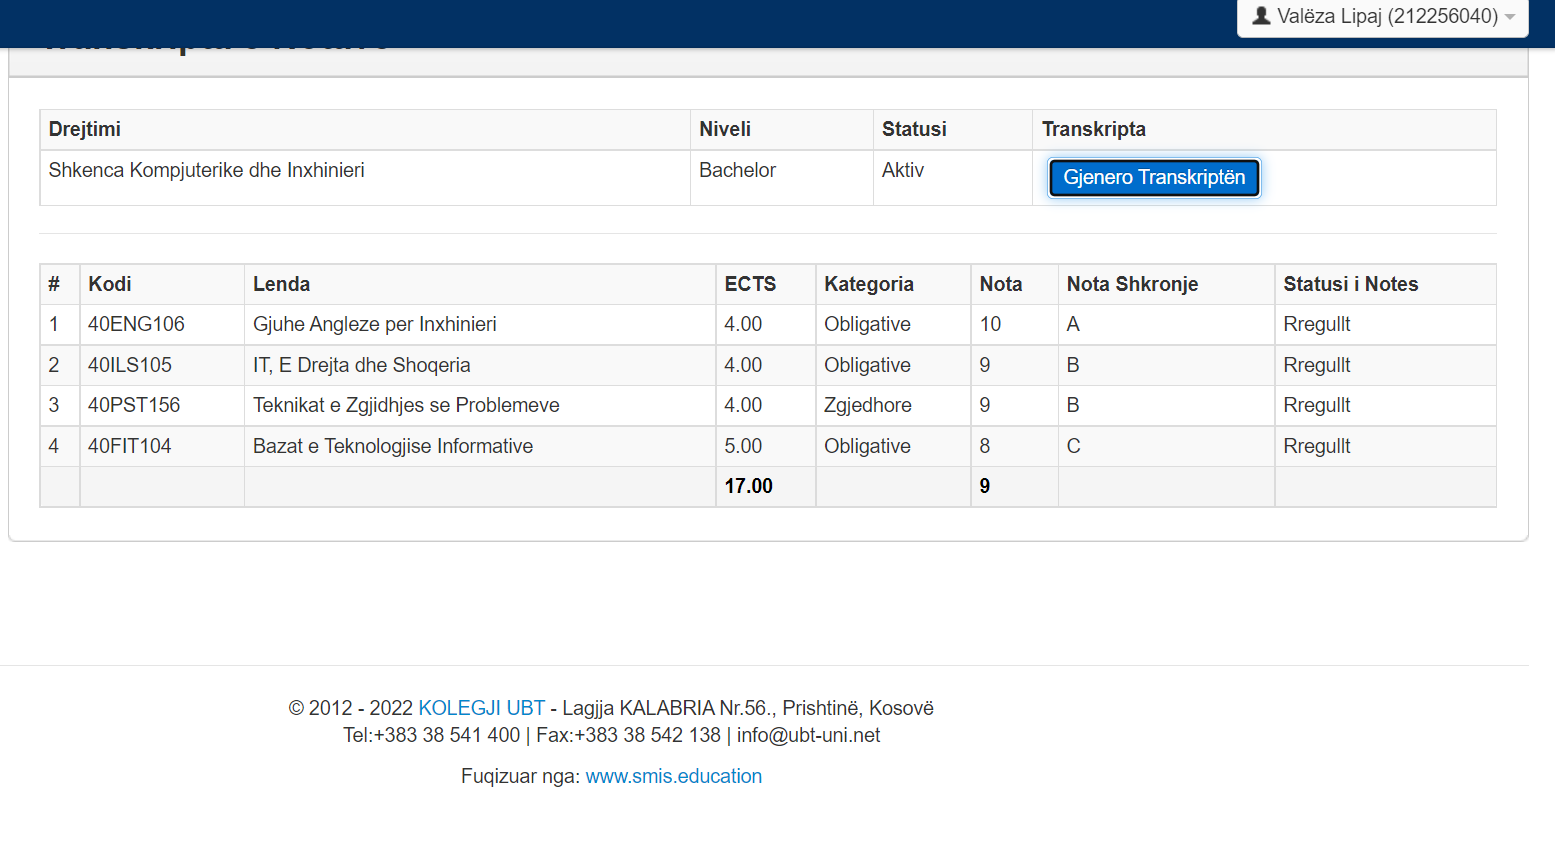 Valëza Lipaj (212256040)
Drejtimi Niveli Statusi Transkripta
Shkenca Kompjuterike dhe Inxhinieri Bachelor Aktiv Gjenero Transkriptën
# Kodi Lenda ECTS Kategoria Nota Nota Shkronje Statusi i Notes
1 40ENG106 Gjuhe Angleze per Inxhinieri 4.00 Obligative 10 A Rregullt
2 40ILS105 IT, E Drejta dhe Shoqeria 4.00 Obligative 9 B Rregullt
3 40PST156 Teknikat e Zgjidhjes se Problemeve 4.00 Zgjedhore 9 B Rregullt
4 40FIT104 Bazat e Teknologjise Informative 5.00 Obligative 8 C Rregullt
17.00 9
© 2012 - 2022 KOLEGJI UBT - Lagjja KALABRIA Nr.56., Prishtinë, Kosovë
Tel:+383 38 541 400 | Fax:+383 38 542 138 | info@ubt-uni.net
Fuqizuar nga: www.smis.education